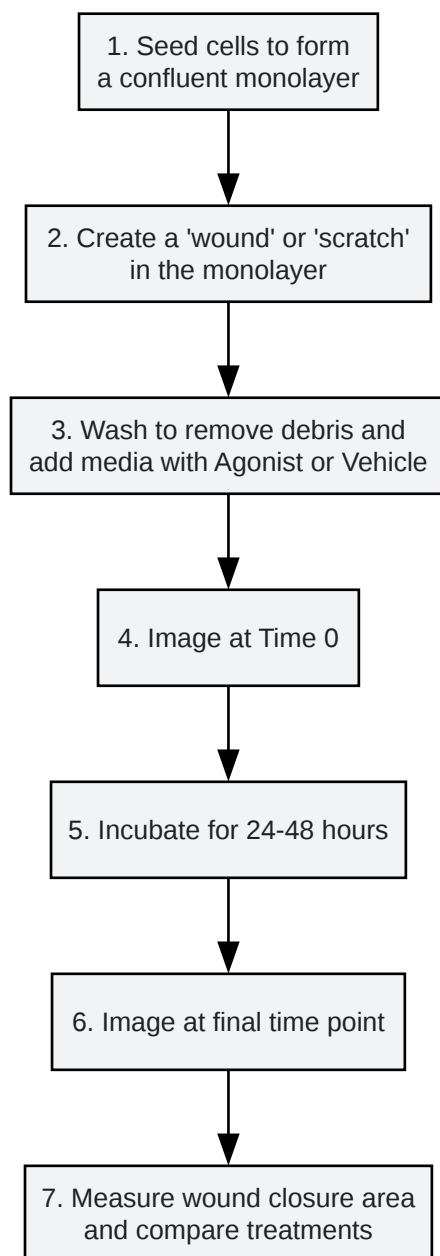 1. Seed cells to form
a confluent monolayer
2. Create a 'wound' or 'scratch'
in the monolayer
3. Wash to remove debris and
add media with Agonist or Vehicle
4. Image at Time 0
5. Incubate for 24-48 hours
6. Image at final time point
7. Measure wound closure area
and compare treatments